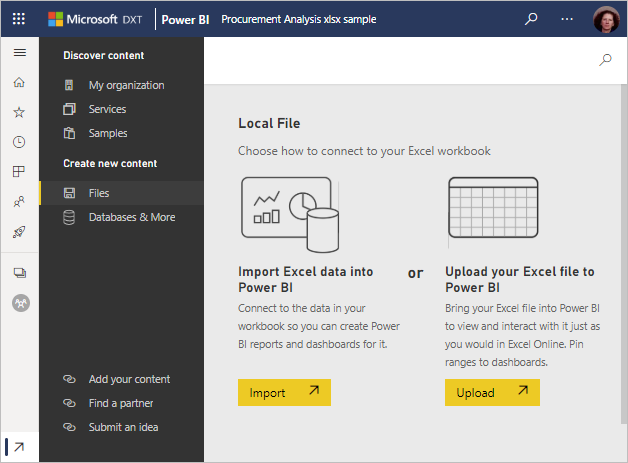 Microsoft DXT Power BI Procurement Analysis xlsx sample
Discover content
My organization
Services
Samples
Create new content
Files
Databases & More
Add your content
Find a partner
Submit an idea
Local File
Choose how to connect to your Excel workbook
Import Excel data into
Power BI
Connect to the data in your
workbook so you can create Power
BI reports and dashboards for it.
Import
or
Upload your Excel file to
Power BI
Bring your Excel file into Power BI
to view and interact with it just as
you would in Excel Online. Pin
ranges to dashboards.
Upload